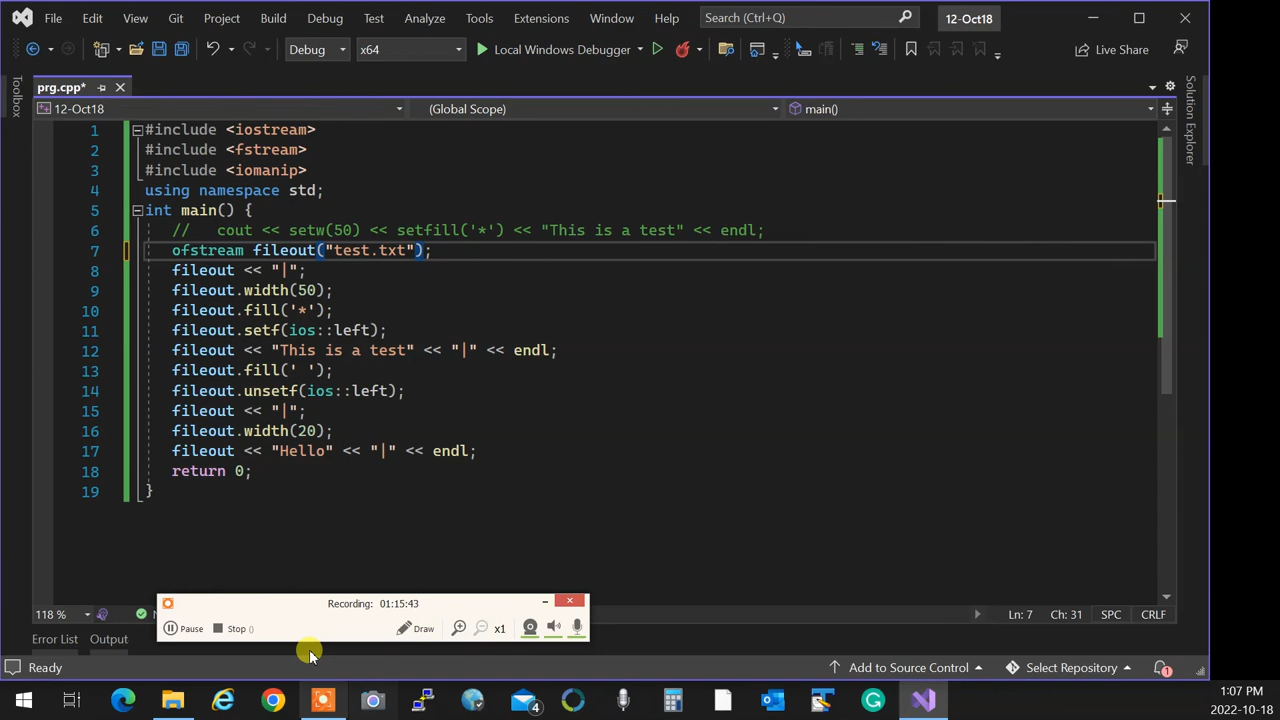 File Edit View Git Project Build Debug Test Analyze Tools Extensions Window Help Search (Ctrl+Q) 12-Oct18
Debug x64 Local Windows Debugger Live Share
Toolbox
prg.cpp*
12-Oct18 (Global Scope) main()
Solution Explorer
1 #include <iostream>
2 #include <fstream>
3 #include <iomanip>
4 using namespace std;
5 int main() {
6 // cout << setw(50) << setfill('*') << "This is a test" << endl;
7 ofstream fileout("test.txt");
8 fileout << "|";
9 fileout.width(50);
10 fileout.fill('*');
11 fileout.setf(ios::left);
12 fileout << "This is a test" << "|" << endl;
13 fileout.fill(' ');
14 fileout.unsetf(ios::left);
15 fileout << "|";
16 fileout.width(20);
17 fileout << "Hello" << "|" << endl;
18 return 0;
19 }
Recording: 01:15:43
Pause Stop () Draw x1
118 % Ln: 7 Ch: 31 SPC CRLF
Error List Output
Ready Add to Source Control Select Repository 1
4
1:07 PM
2022-10-18